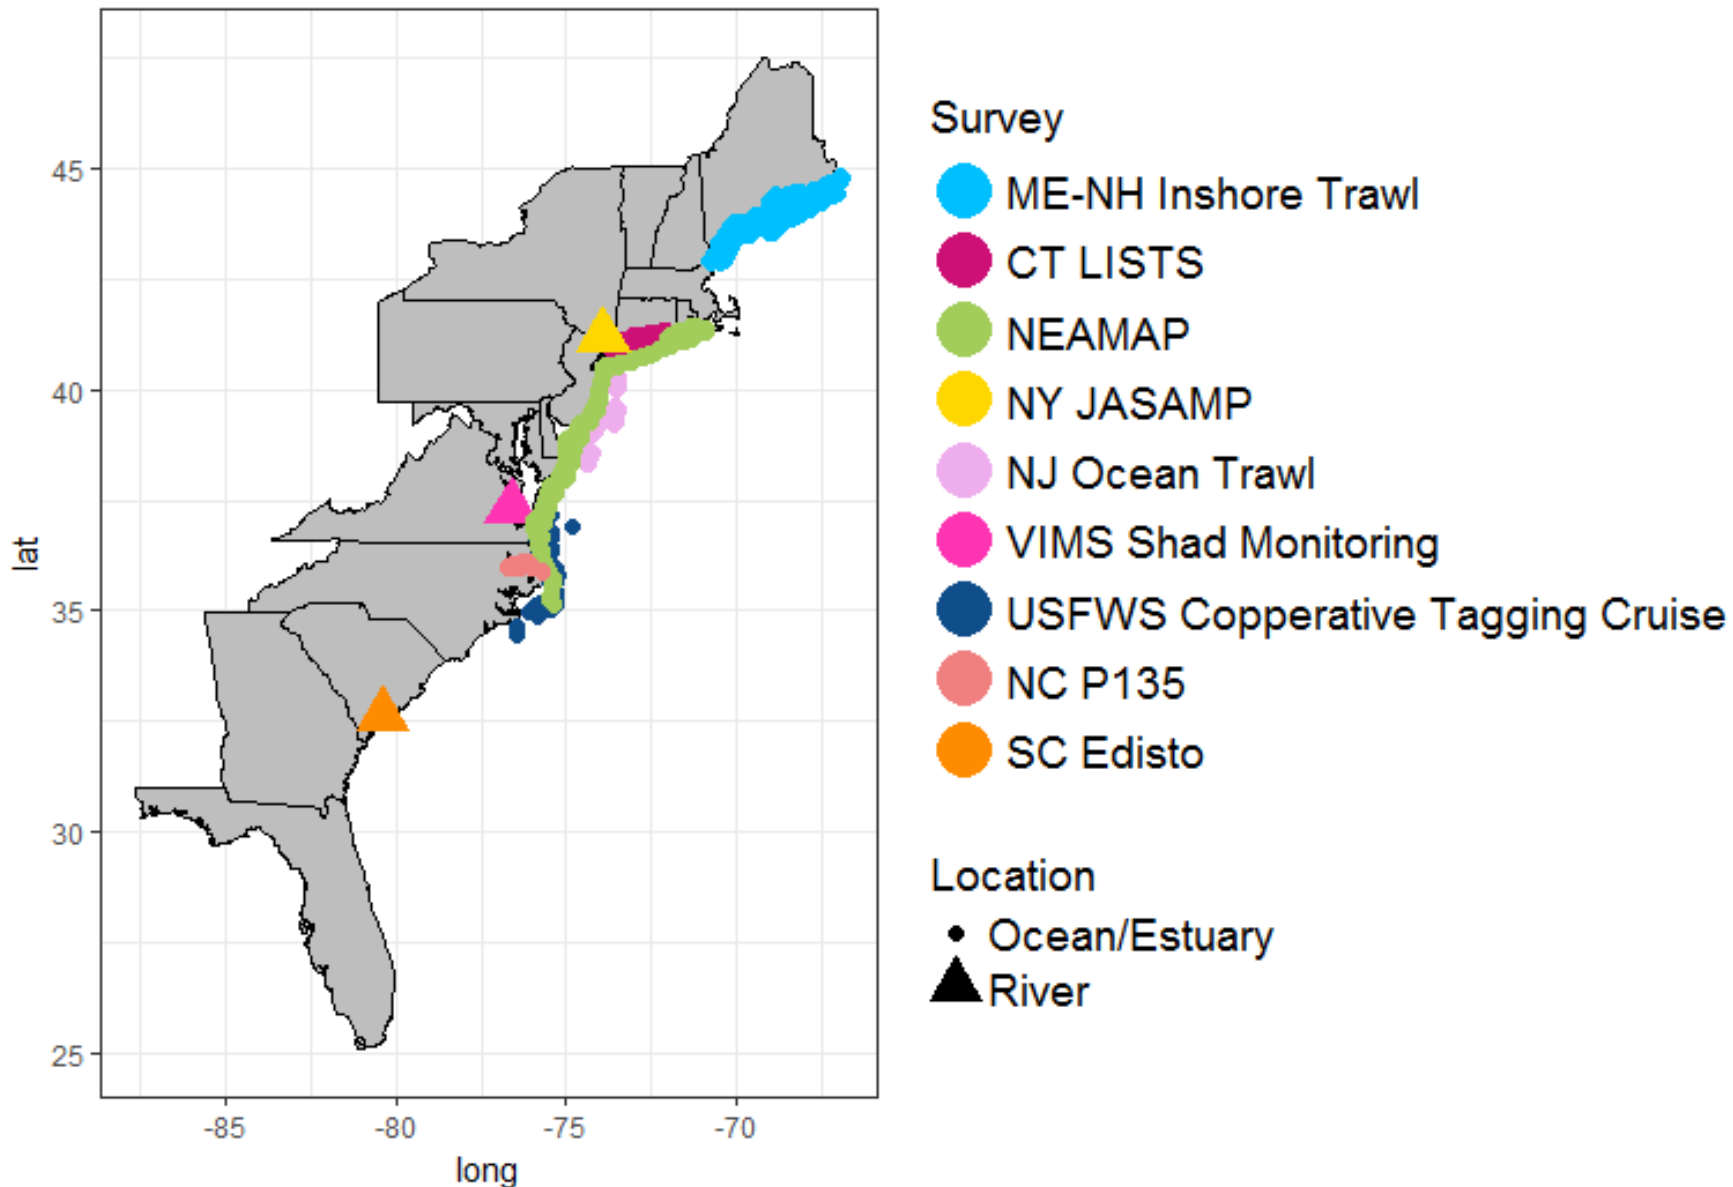 45
40
35
30
25
lat
-85
-80
-75
-70
long
Survey
ME-NH Inshore Trawl
CT LISTS
NEAMAP
NY JASAMP
NJ Ocean Trawl
VIMS Shad Monitoring
USFWS Copperative Tagging Cruise
NC P135
SC Edisto
Location
Ocean/Estuary
River